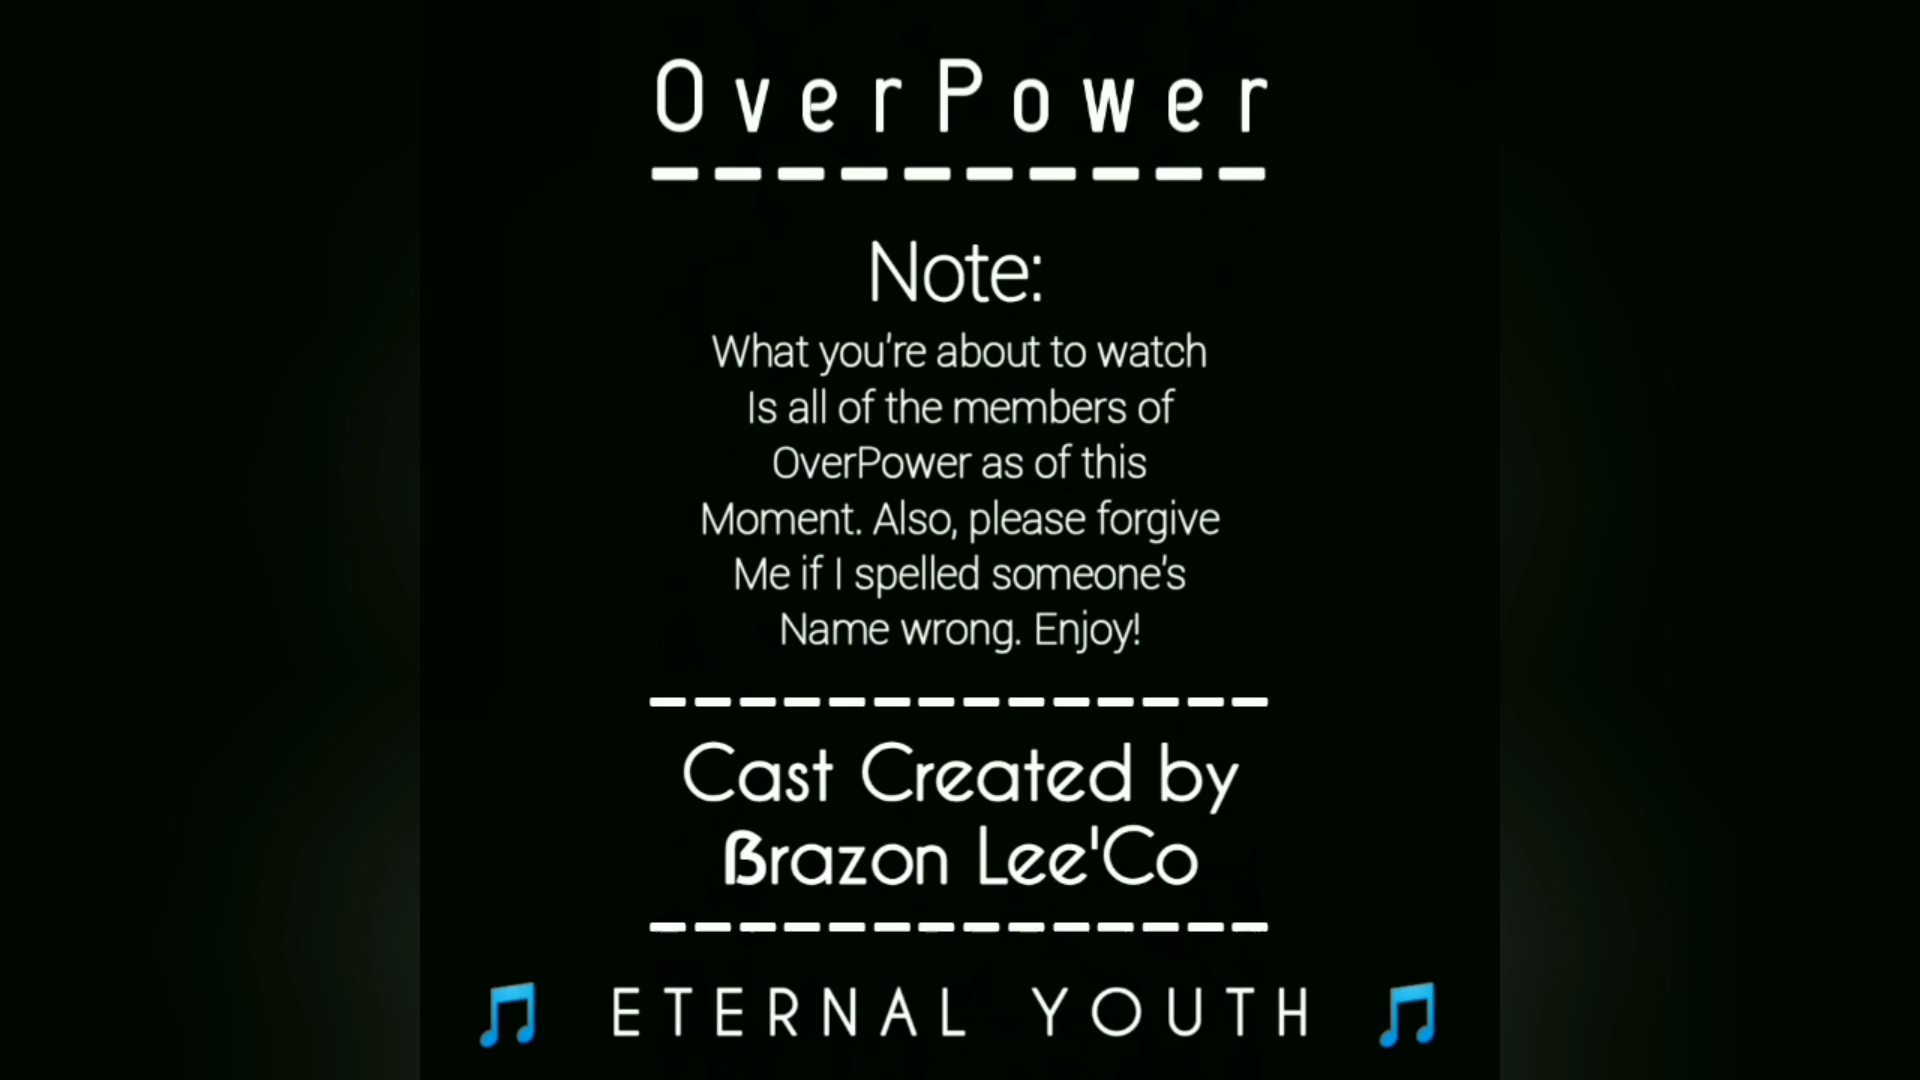 OverPower
Note:
What you're about to watch
Is all of the members of
OverPower as of this
Moment. Also, please forgive
Me if I spelled someone's
Name wrong. Enjoy!
Cast Created by
ßrazon Lee'Co
🎵 ETERNAL YOUTH 🎵